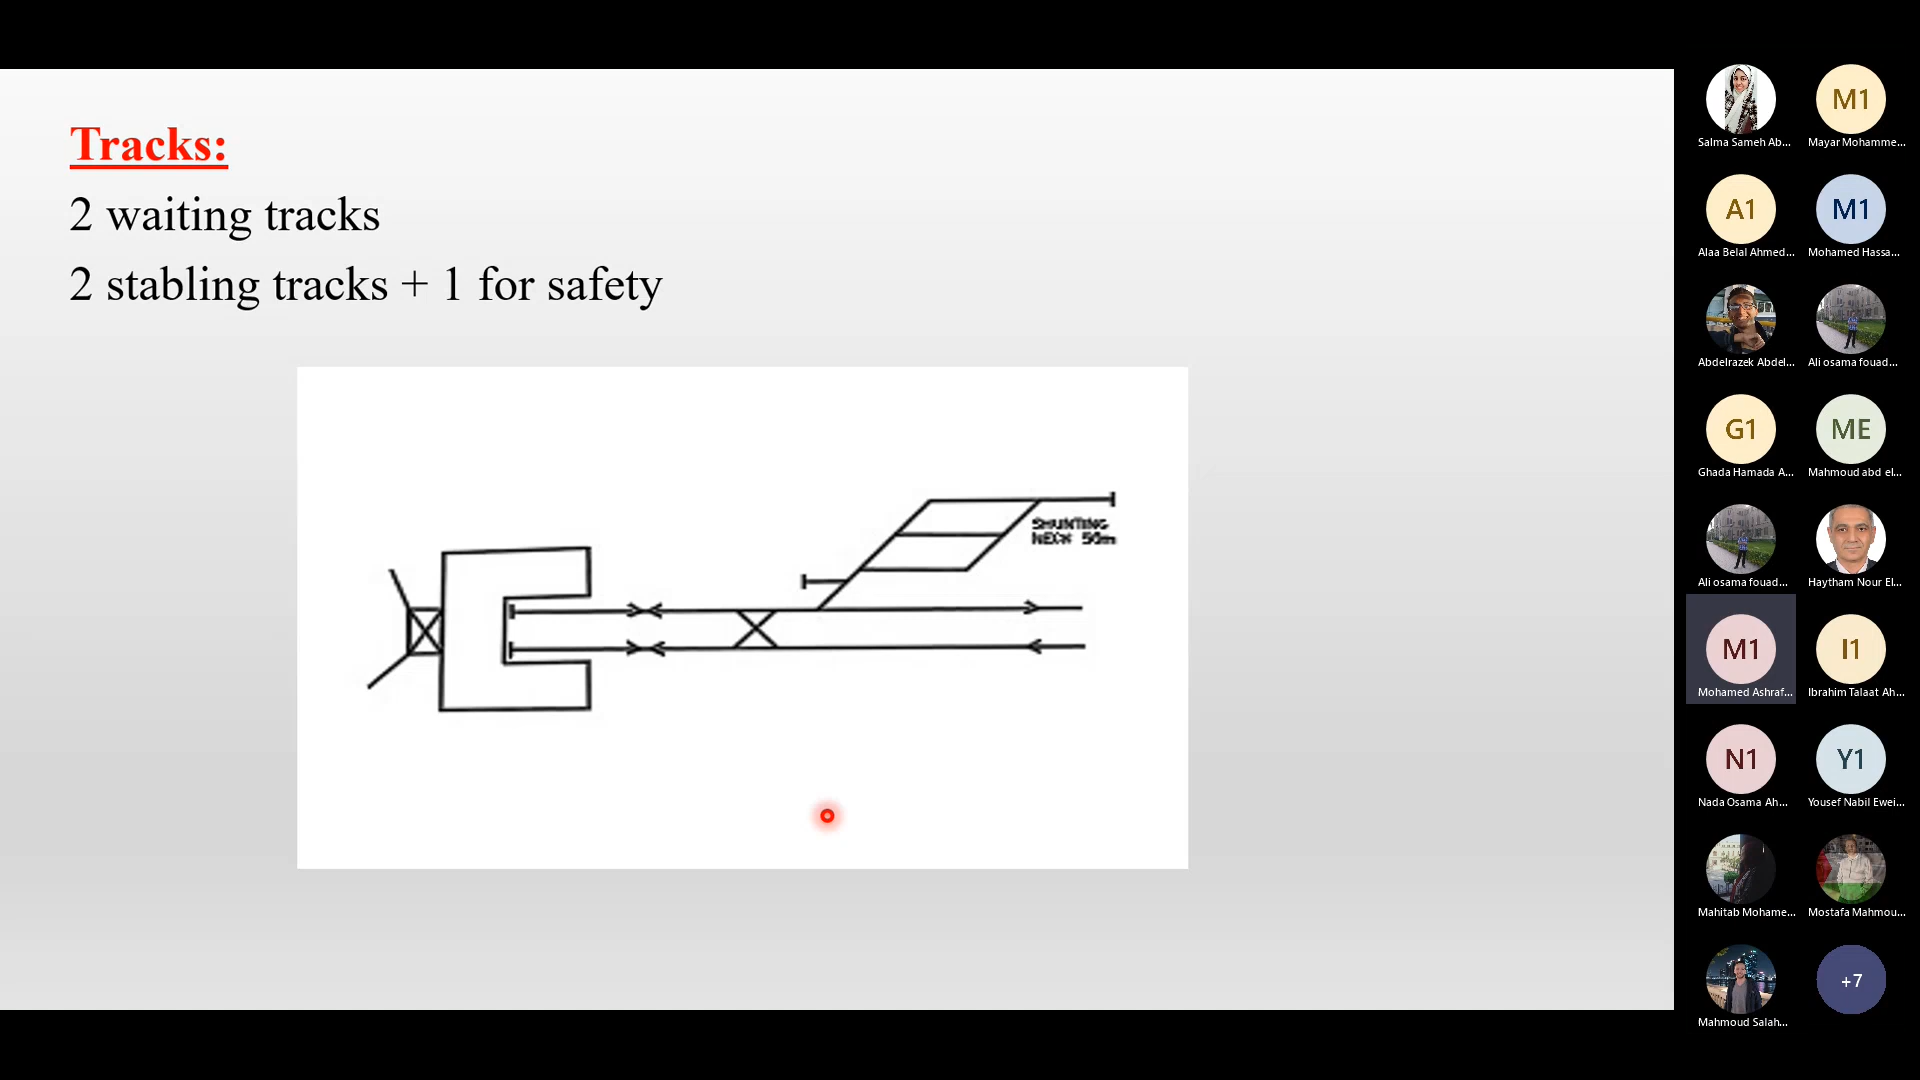 Tracks:
2 waiting tracks
2 stabling tracks + 1 for safety
SHUNTING
NECK 50m
Salma Sameh Ab...
M1
Mayar Mohamme...
A1
Alaa Belal Ahmed...
M1
Mohamed Hassa...
Abdelrazek Abdel...
Ali osama fouad...
G1
Ghada Hamada A...
ME
Mahmoud abd el...
Ali osama fouad...
Haytham Nour El...
M1
Mohamed Ashraf...
I1
Ibrahim Talaat Ah...
N1
Nada Osama Ah...
Y1
Yousef Nabil Ewei...
Mahitab Mohame...
Mostafa Mahmou...
Mahmoud Salah...
+7